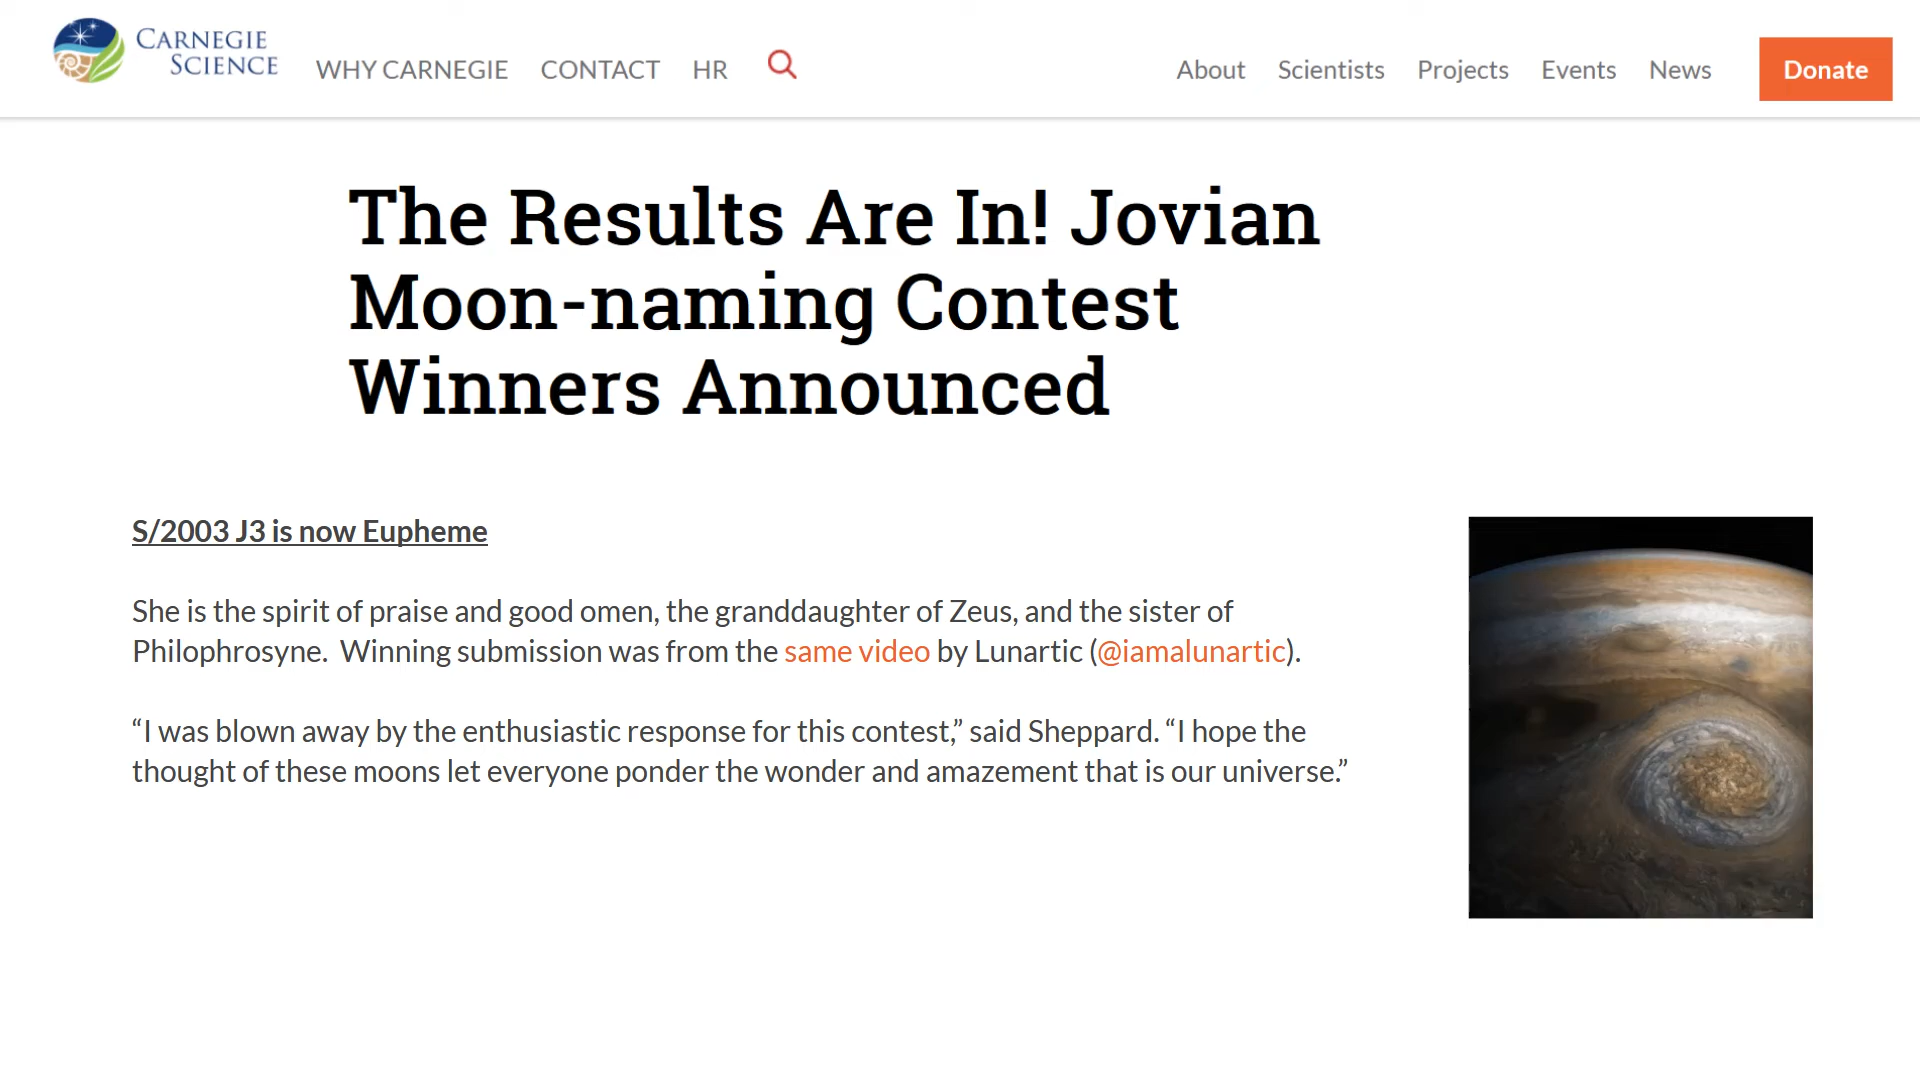 CARNEGIE
SCIENCE
WHY CARNEGIE CONTACT HR
About Scientists Projects Events News Donate
The Results Are In! Jovian
Moon-naming Contest
Winners Announced
S/2003 J3 is now Eupheme
She is the spirit of praise and good omen, the granddaughter of Zeus, and the sister of
Philophrosyne.  Winning submission was from the same video by Lunartic (@iamalunartic).
“I was blown away by the enthusiastic response for this contest,” said Sheppard. “I hope the
thought of these moons let everyone ponder the wonder and amazement that is our universe.”